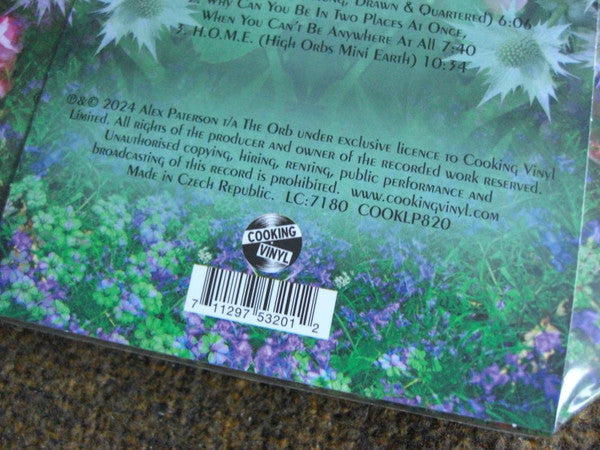 Drawn & Quartered) 6:06
Why Can You Be In Two Places At Once,
When You Can't Be Anywhere At All 7:40
3. H.O.M.E. (High Orbs Mini Earth) 10:34
℗&© 2024 Alex Paterson t/a The Orb under exclusive licence to Cooking Vinyl
Limited. All rights of the producer and owner of the recorded work reserved.
Unauthorised copying, hiring, renting, public performance and
broadcasting of this record is prohibited. www.cookingvinyl.com
Made in Czech Republic. LC:7180 COOKLP820
COOKING
VINYL
7 11297 53201 2